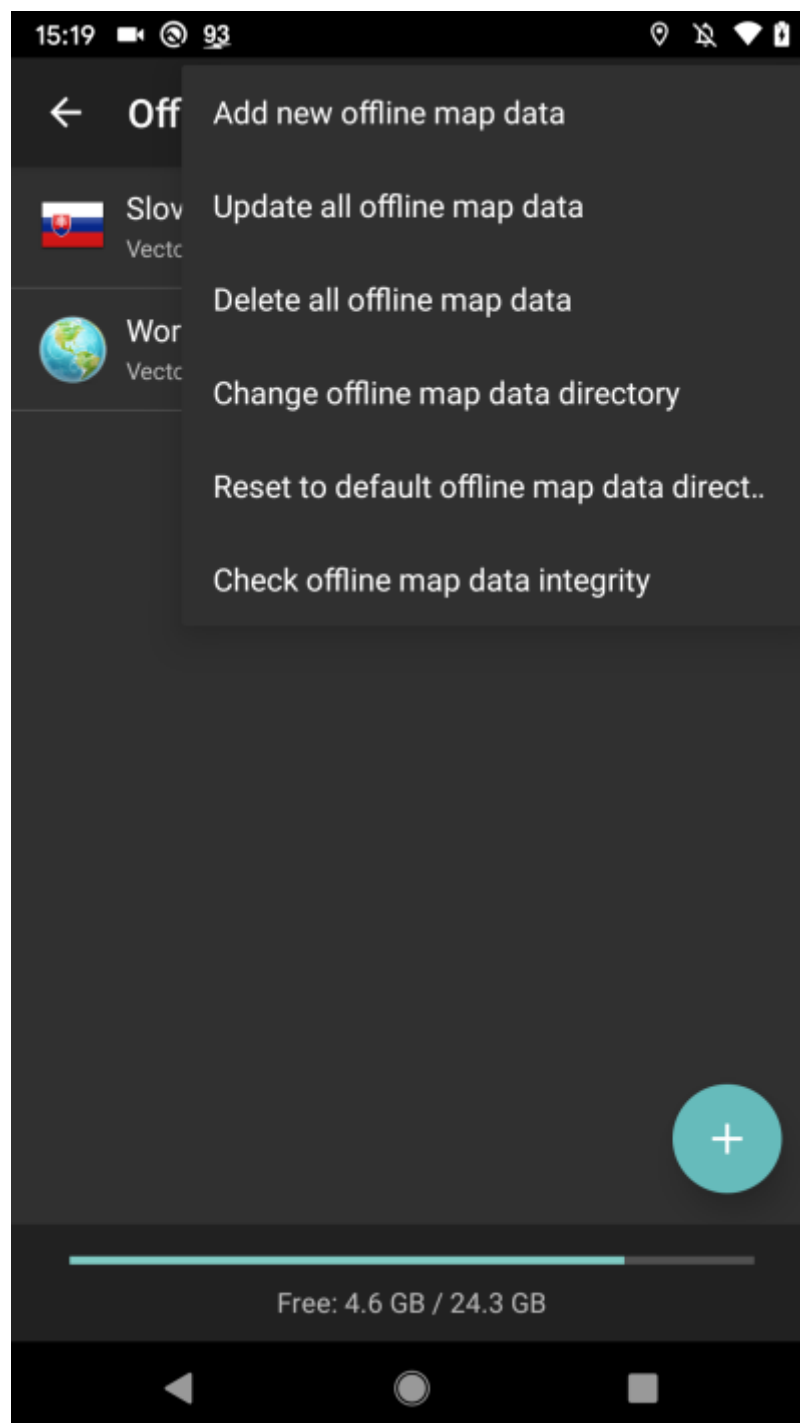 15:19 93
Off
Add new offline map data
Slov
Update all offline map data
Vecto
Delete all offline map data
Wor
Vecto
Change offline map data directory
Reset to default offline map data direct..
Check offline map data integrity
+
Free: 4.6 GB / 24.3 GB